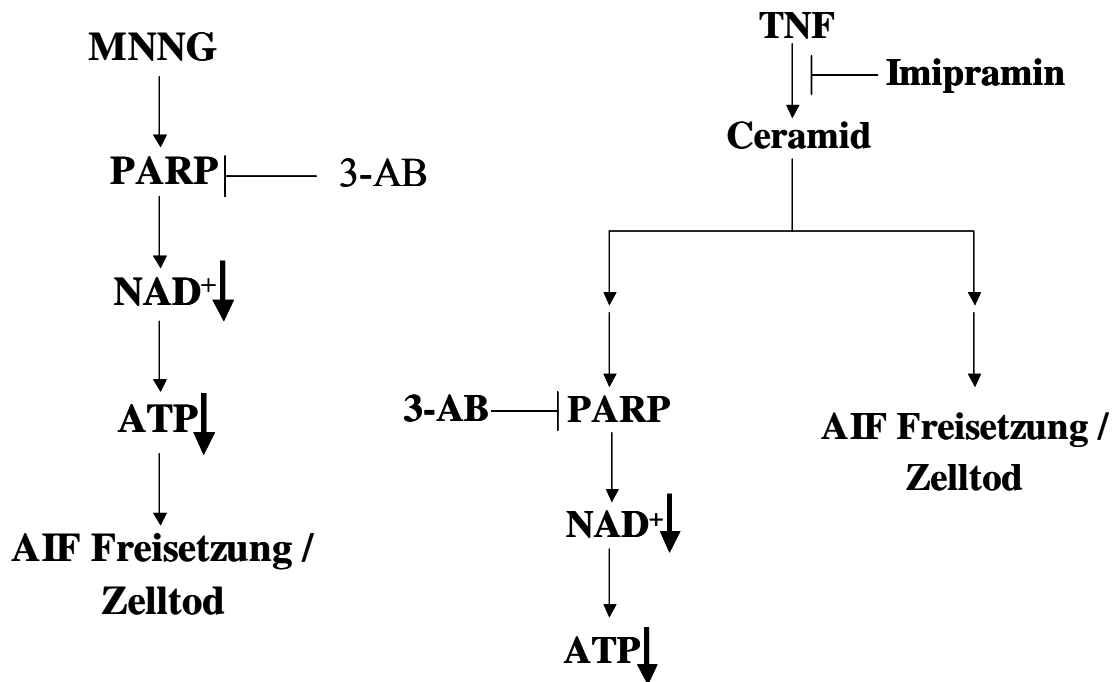 MNNG
PARP
3-AB
NAD+
ATP
AIF Freisetzung /
Zelltod
TNF
Imipramin
Ceramid
3-AB
PARP
NAD+
ATP
AIF Freisetzung /
Zelltod